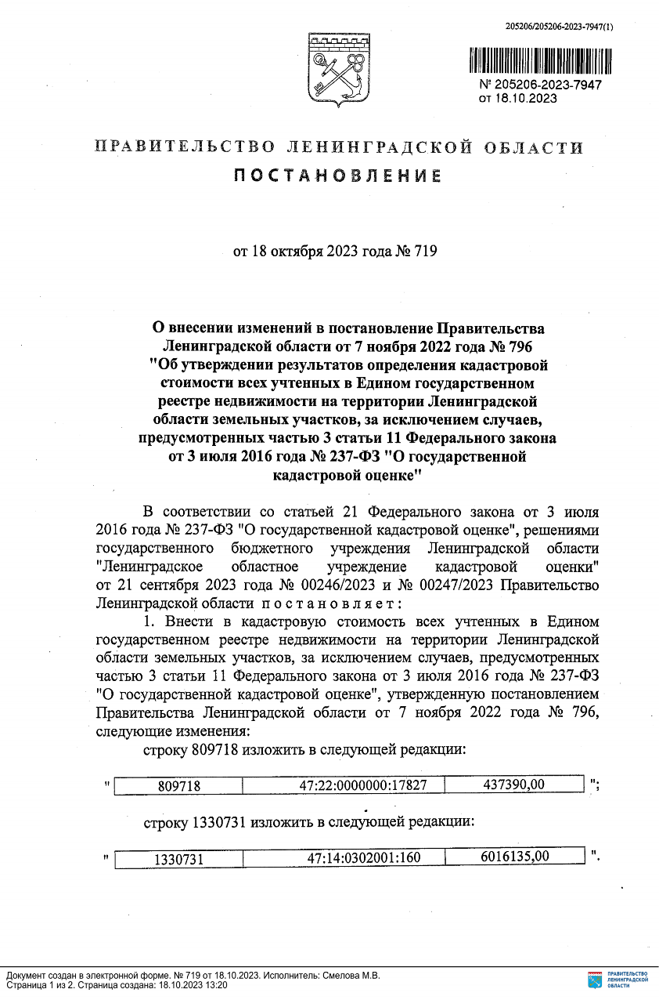 205206/205206-2023-7947(1)
№ 205206-2023-7947
от 18.10.2023
ПРАВИТЕЛЬСТВО ЛЕНИНГРАДСКОЙ ОБЛАСТИ
ПОСТАНОВЛЕНИЕ
от 18 октября 2023 года № 719
О внесении изменений в постановление Правительства
Ленинградской области от 7 ноября 2022 года № 796
"Об утверждении результатов определения кадастровой
стоимости всех учтенных в Едином государственном
реестре недвижимости на территории Ленинградской
области земельных участков, за исключением случаев,
предусмотренных частью 3 статьи 11 Федерального закона
от 3 июля 2016 года № 237-ФЗ "О государственной
кадастровой оценке"
В соответствии со статьей 21 Федерального закона от 3 июля
2016 года № 237-ФЗ "О государственной кадастровой оценке", решениями
государственного бюджетного учреждения Ленинградской области
"Ленинградское областное учреждение кадастровой оценки"
от 21 сентября 2023 года № 00246/2023 и № 00247/2023 Правительство
Ленинградской области п о с т а н о в л я е т :
1. Внести в кадастровую стоимость всех учтенных в Едином
государственном реестре недвижимости на территории Ленинградской
области земельных участков, за исключением случаев, предусмотренных
частью 3 статьи 11 Федерального закона от 3 июля 2016 года № 237-ФЗ
"О государственной кадастровой оценке", утвержденную постановлением
Правительства Ленинградской области от 7 ноября 2022 года № 796,
следующие изменения:
строку 809718 изложить в следующей редакции:
" 809718 47:22:0000000:17827 437390,00 ";
строку 1330731 изложить в следующей редакции:
" 1330731 47:14:0302001:160 6016135,00 ".
Документ создан в электронной форме. № 719 от 18.10.2023. Исполнитель: Смелова М.В.
Страница 1 из 2. Страница создана: 18.10.2023 13:20
ПРАВИТЕЛЬСТВО
ЛЕНИНГРАДСКОЙ
ОБЛАСТИ